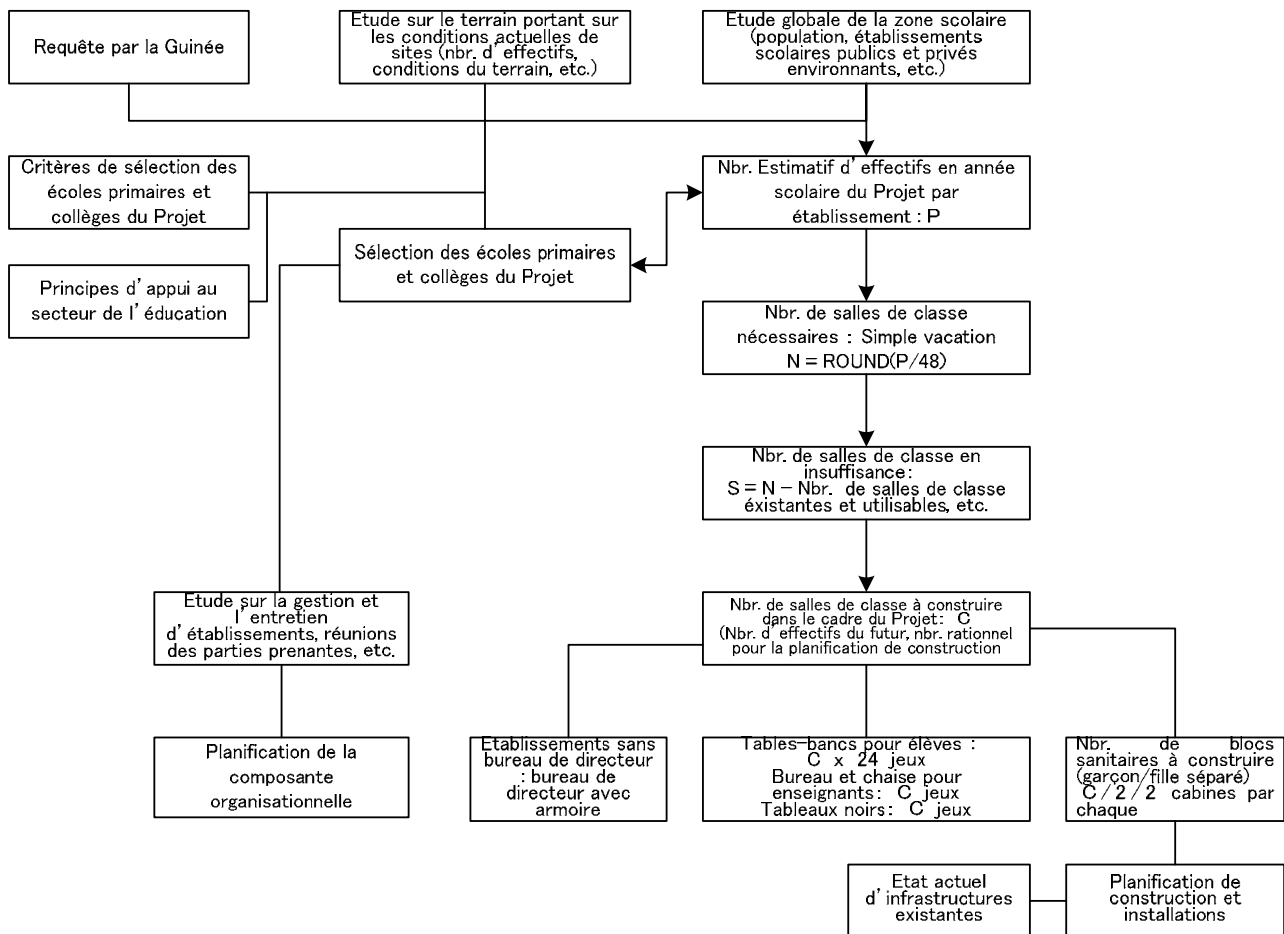 Requête par la Guinée
Etude sur le terrain portant sur
les conditions actuelles de
sites (nbr. d'effectifs,
conditions du terrain, etc.)
Etude globale de la zone scolaire
(population, établissements
scolaires publics et privés
environnants, etc.)
Critères de sélection des
écoles primaires et
collèges du Projet
Nbr. Estimatif d'effectifs en année
scolaire du Projet par
établissement : P
Sélection des écoles primaires
et collèges du Projet
Principes d'appui au
secteur de l'éducation
Nbr. de salles de classe
nécessaires : Simple vacation
N = ROUND(P/48)
Nbr. de salles de classe en
insuffisance:
S = N - Nbr. de salles de classe
éxistantes et utilisables, etc.
Etude sur la gestion et
l'entretien
d'établissements, réunions
des parties prenantes, etc.
Nbr. de salles de classe à construire
dans le cadre du Projet: C
(Nbr. d'effectifs du futur, nbr. rationnel
pour la planification de construction
Planification de la
composante
organisationnelle
Etablissements sans
bureau de directeur
: bureau de
directeur avec
armoire
Tables-bancs pour élèves :
C x 24 jeux
Bureau et chaise pour
enseignants: C jeux
Tableaux noirs: C jeux
Nbr. de blocs
sanitaires à construire
(garçon/fille séparé)
C/2/2 cabines par
chaque
Etat actuel
d'infrastructures
existantes
Planification de
construction et
installations